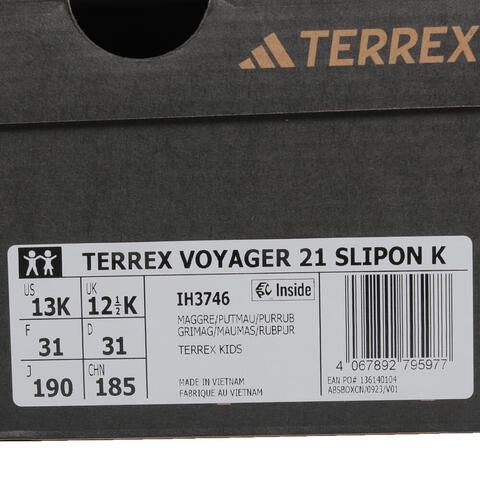 TERREX
TERREX VOYAGER 21 SLIPON K
US UK
13K 12½K
F D
31 31
J CHN
190 185
IH3746 Inside
MAGGRE/PUTMAU/PURRUB
GRIMAG/MAUMAS/RUBPUR
TERREX KIDS
MADE IN VIETNAM
FABRIQUE AU VIETNAM
4 067892 795977
EAN PO# 136140104
ABSBOXCN/0923/V01